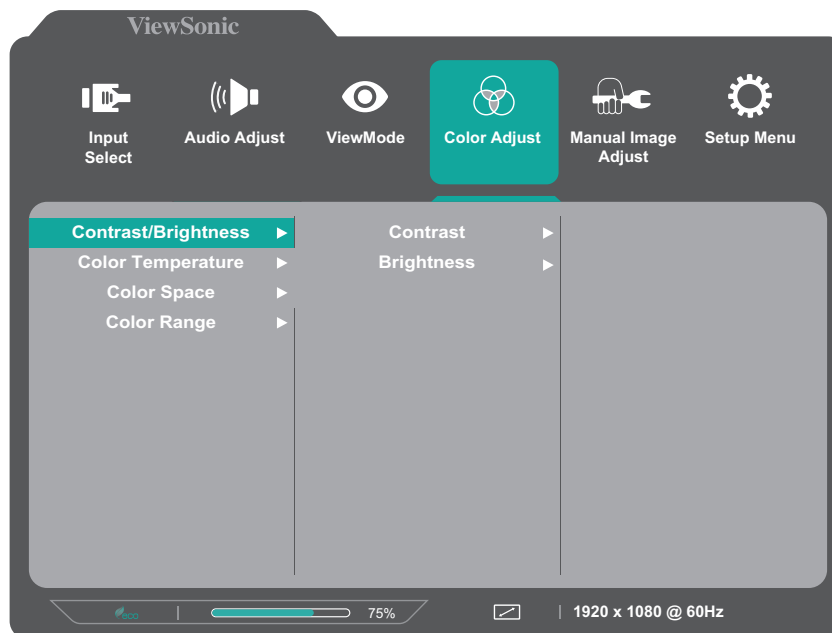 ViewSonic
Input
Select
Audio Adjust
ViewMode
Color Adjust
Manual Image
Adjust
Setup Menu
Contrast/Brightness
Color Temperature
Color Space
Color Range
Contrast
Brightness
eco
75%
1920 x 1080 @ 60Hz